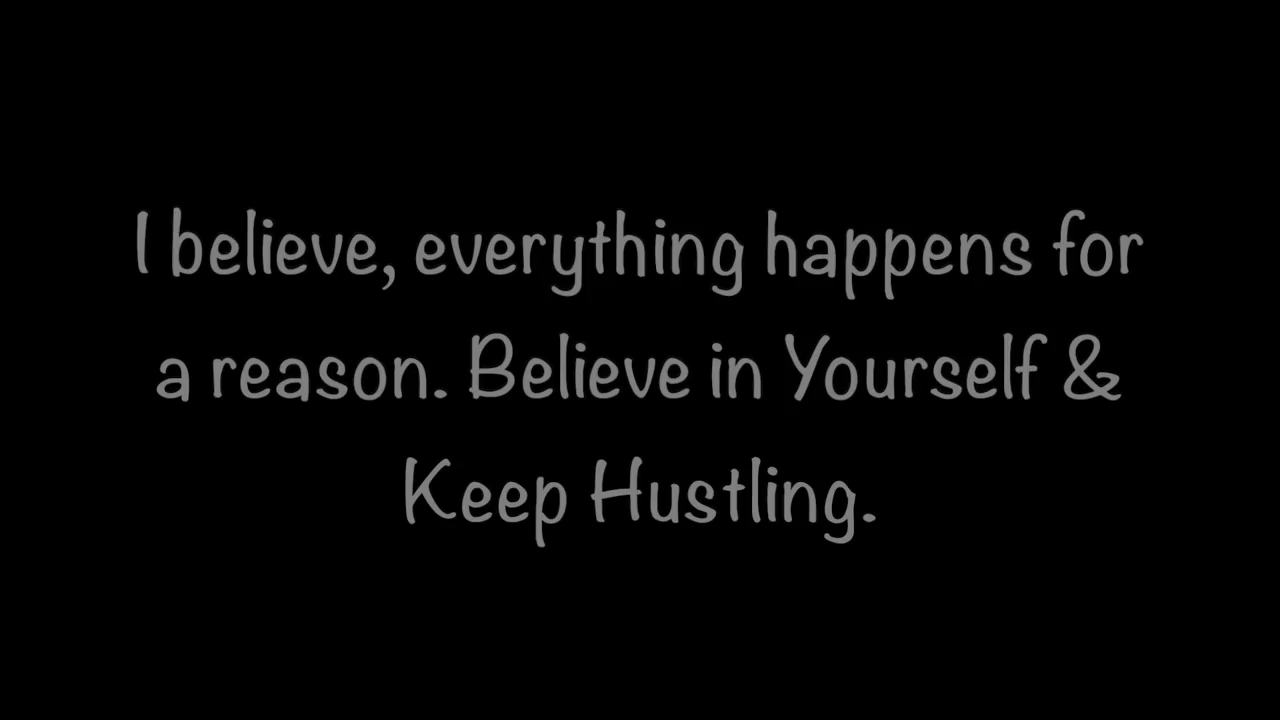 I believe, everything happens for
a reason. Believe in Yourself &
Keep Hustling.